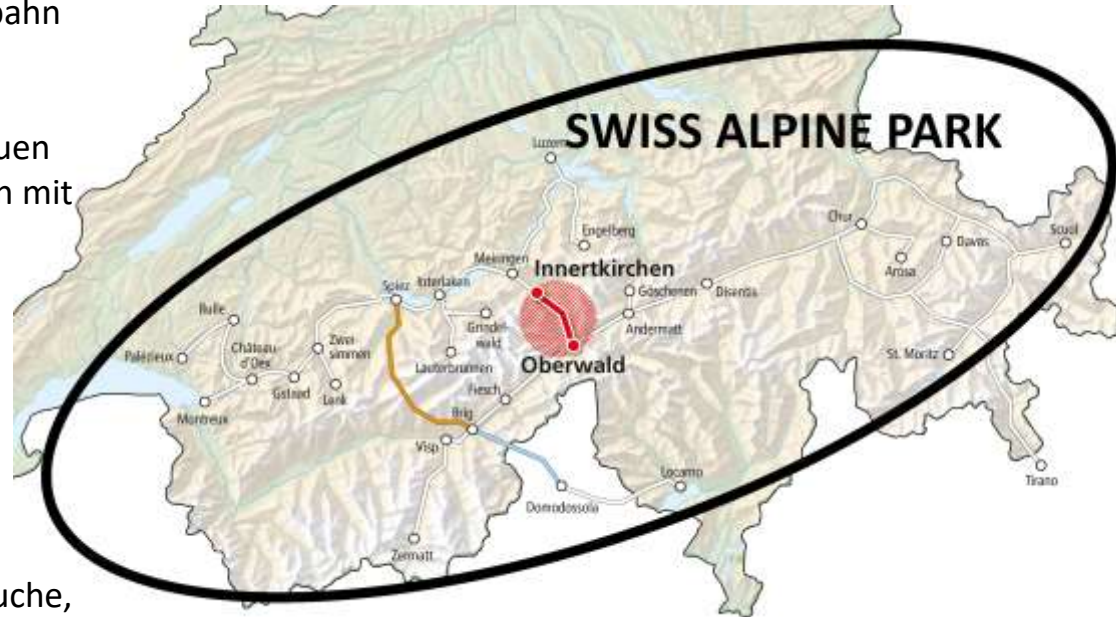 bahn
uen
n mit
uche,
SWISS ALPINE PARK
Luzern
Engelberg
Meiringen
Innertkirchen
Göschenen
Disentis
Chur
Arosa
Davos
Scuol
Spiez
Interlaken
Grindel-
wald
Andermatt
Bulle
Zwei-
simmen
Lauterbrunnen
Oberwald
St. Moritz
Palézieux
Château-
d'Oex
Gstaad
Lenk
Fiesch
Montreux
Brig
Visp
Locarno
Domodossola
Tirano
Zermatt